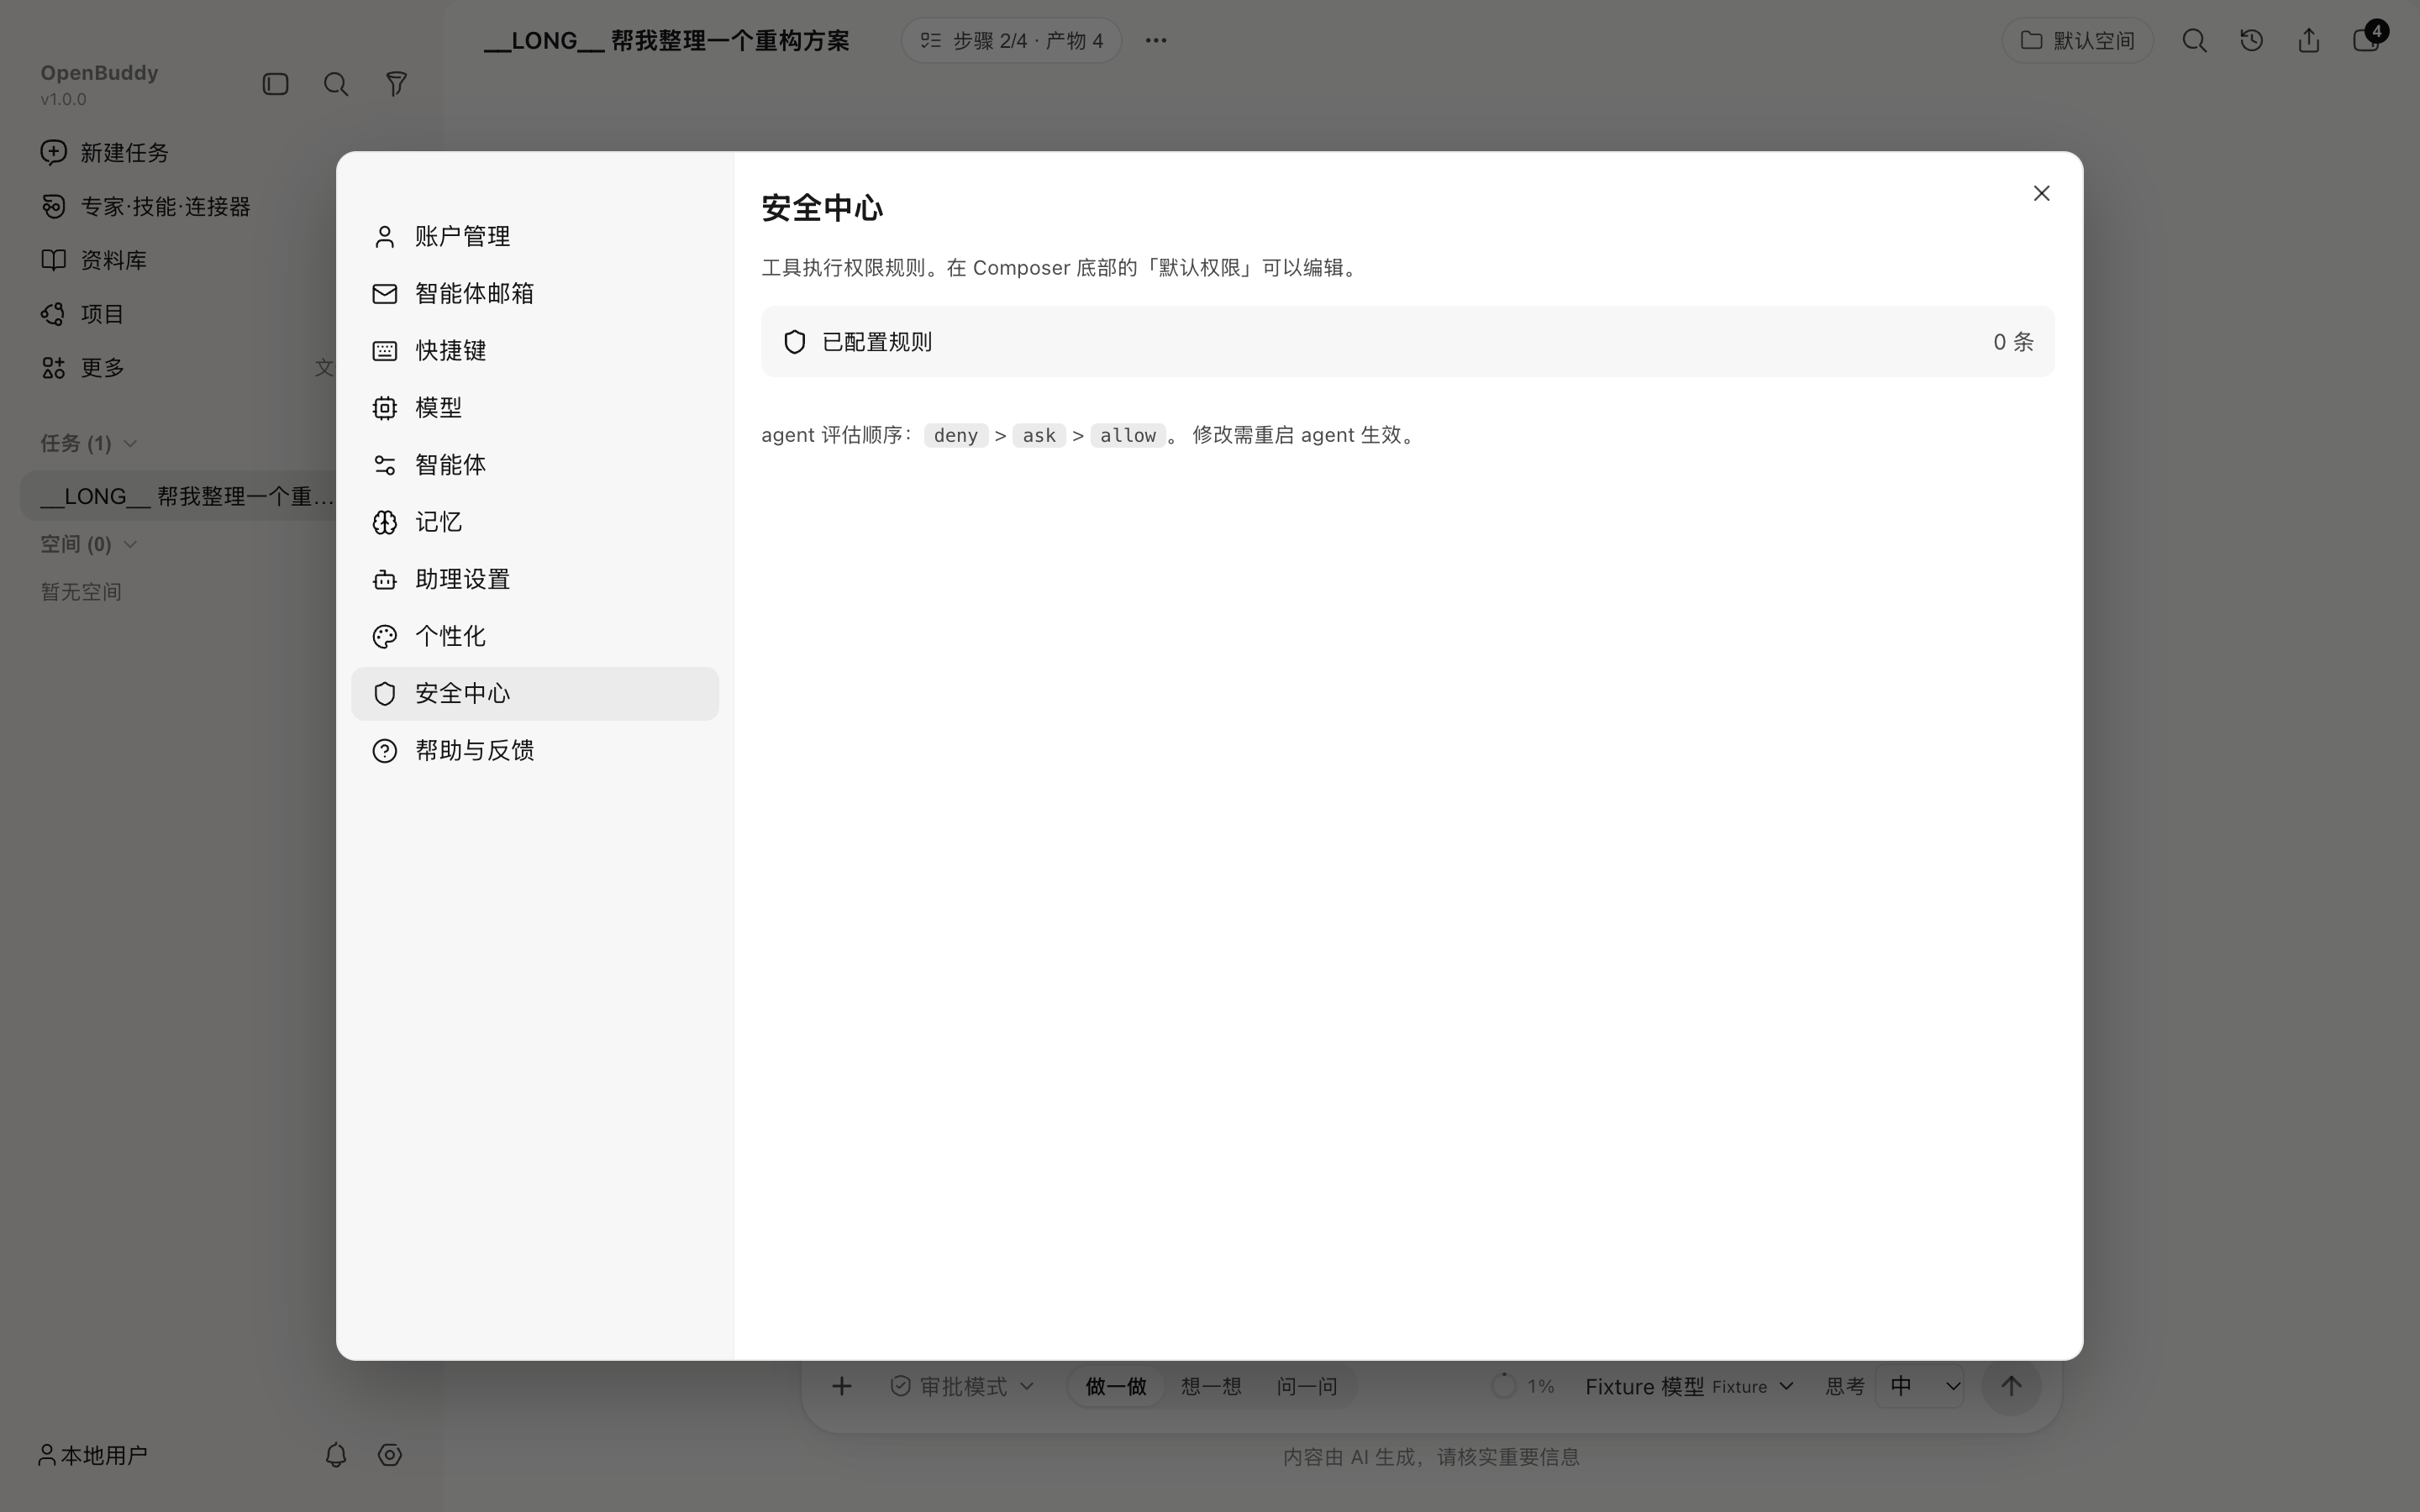 OpenBuddy
v1.0.0
新建任务
专家·技能·连接器
资料库
项目
更多
文
任务 (1)
__LONG__ 帮我整理一个重…
空间 (0)
暂无空间
本地用户
__LONG__ 帮我整理一个重构方案
步骤 2/4 · 产物 4
默认空间
4
账户管理
智能体邮箱
快捷键
模型
智能体
记忆
助理设置
个性化
安全中心
帮助与反馈
安全中心
工具执行权限规则。在 Composer 底部的「默认权限」可以编辑。
已配置规则 0 条
agent 评估顺序： deny > ask > allow 。 修改需重启 agent 生效。
审批模式 做一做 想一想 问一问 1% Fixture 模型 Fixture 思考 中
内容由 AI 生成，请核实重要信息